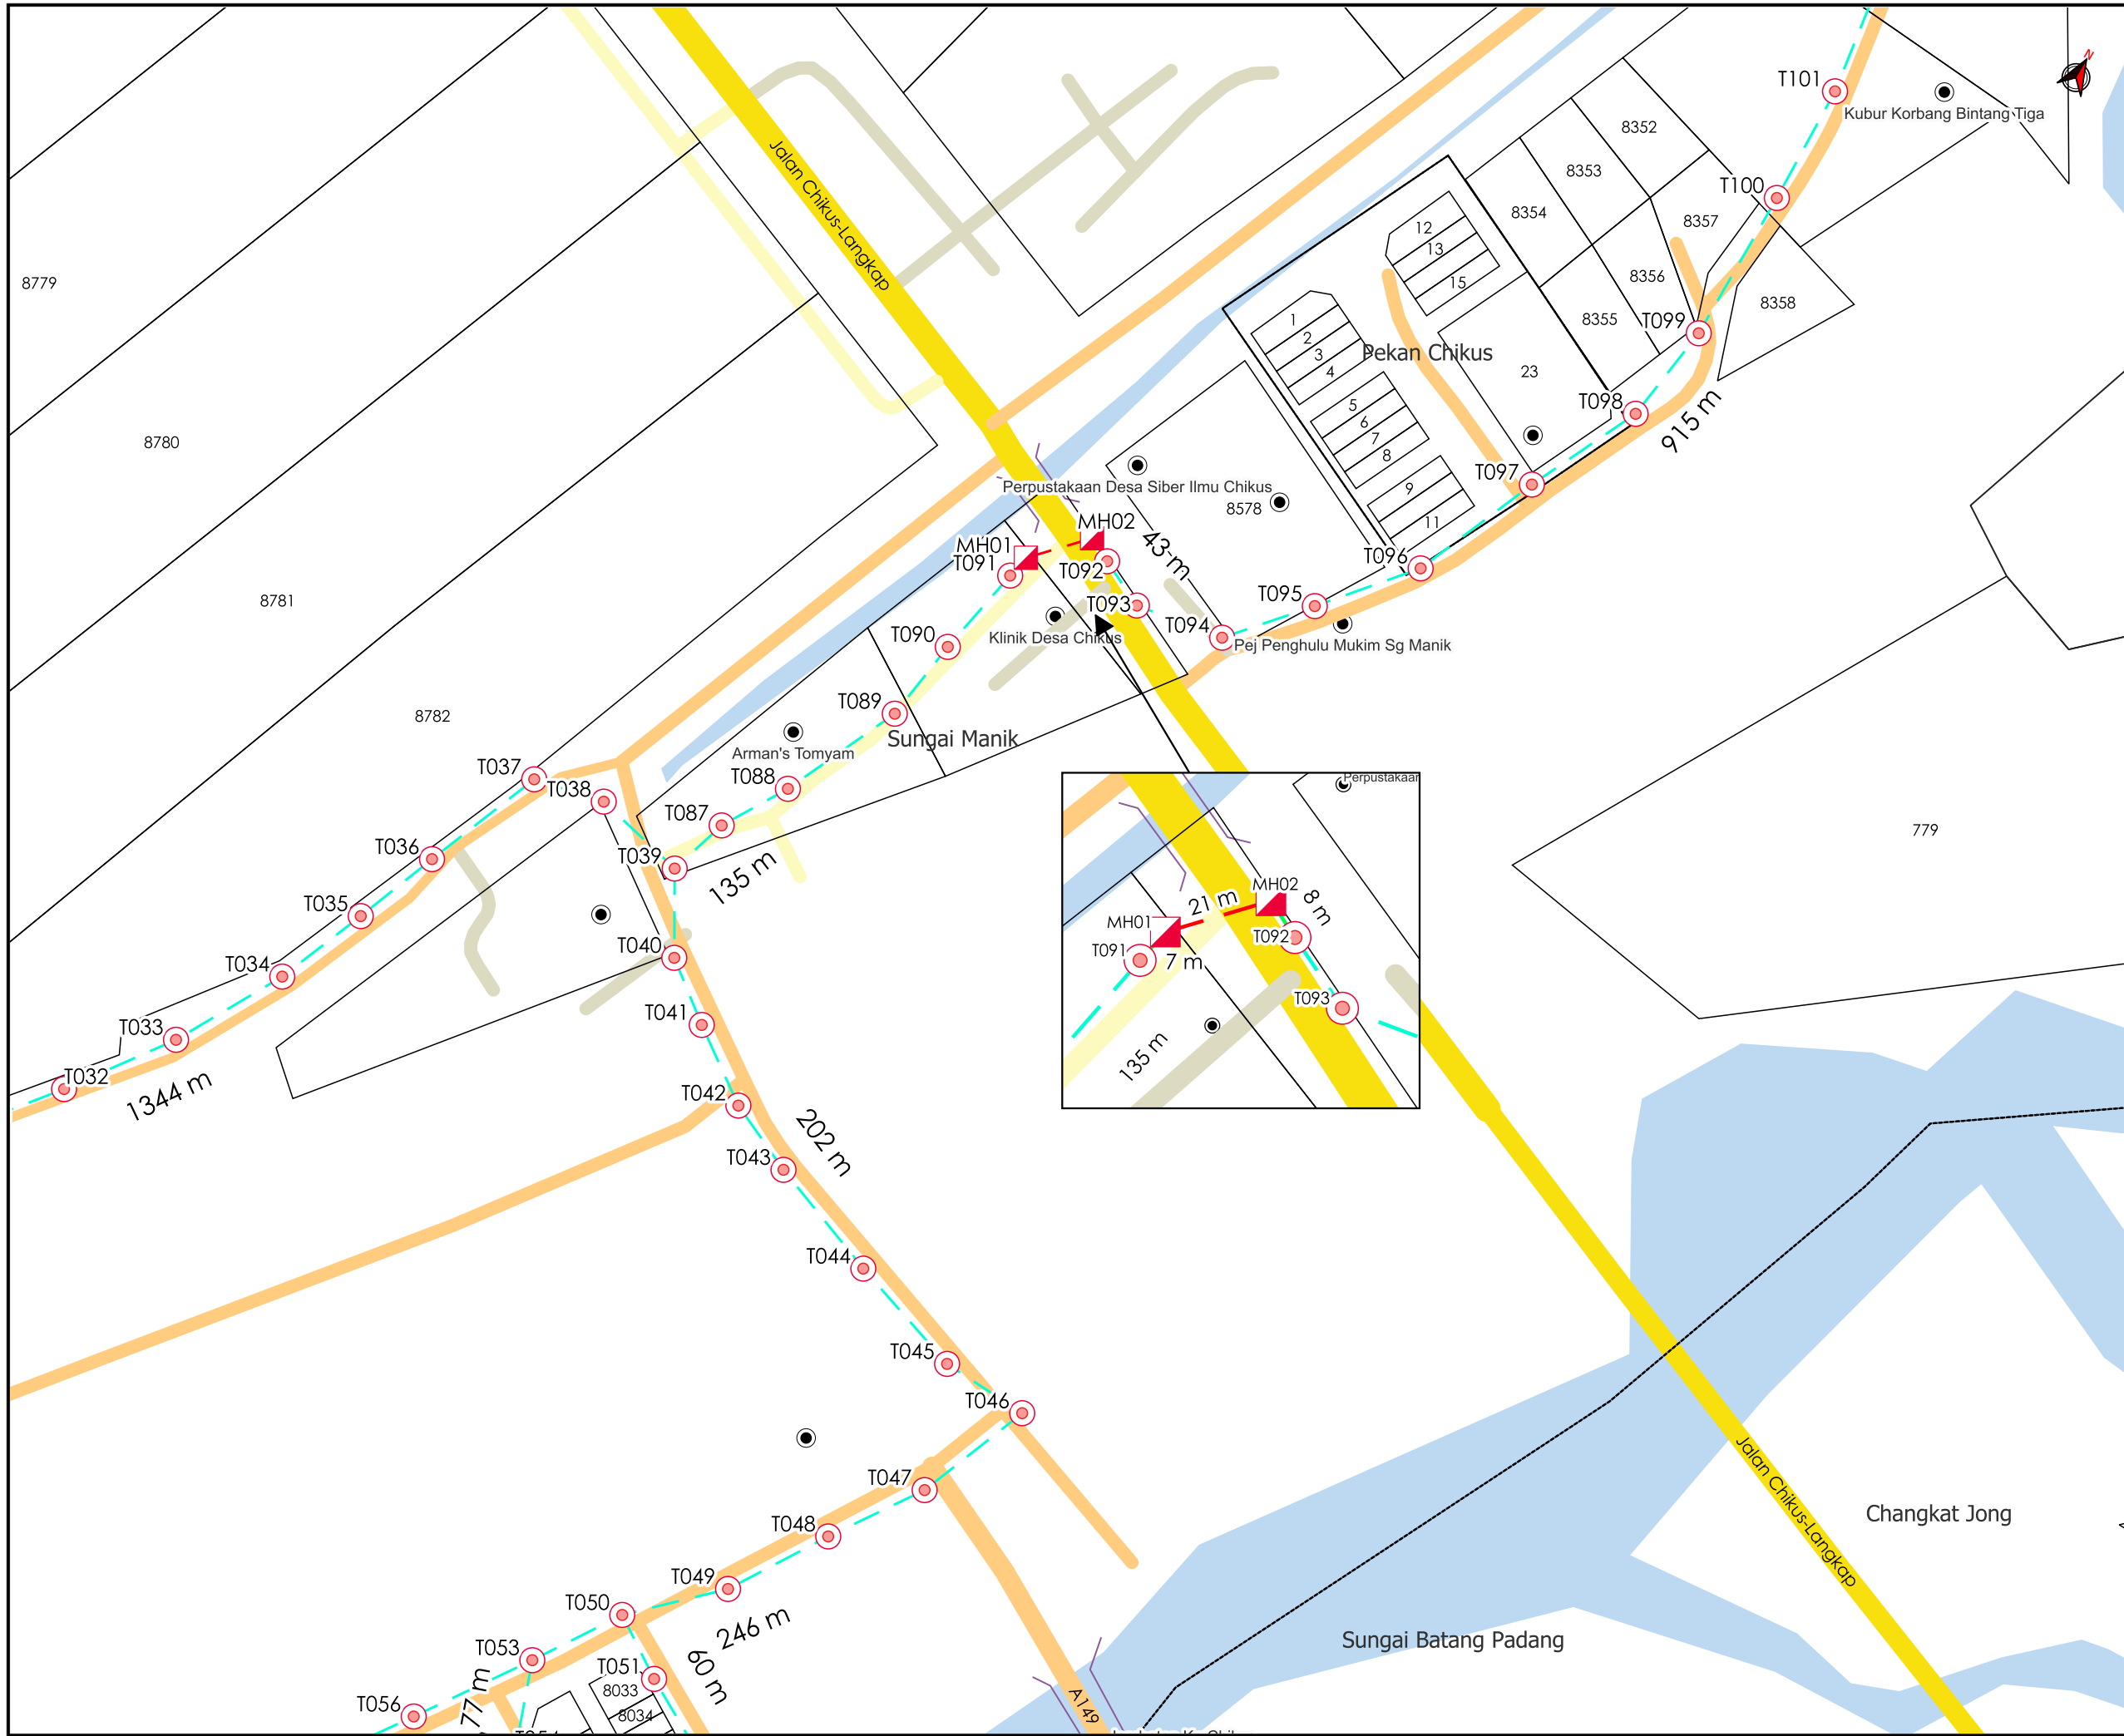 N
T101
Kubur Korbang Bintang Tiga
8352
8353
8354
T100
8357
12
13
15
8356
8358
8355
T099
Jalan Chikus-Langkap
8779
1
2
3
4
Pekan Chikus
23
T098
915 m
5
6
7
8
8780
T097
9
11
Perpustakaan Desa Siber Ilmu Chikus
8578
MH02
MH01
T091
43 m
T092
T096
8781
T093
T095
T094
T090
Klinik Desa Chikus
Pej Penghulu Mukim Sg Manik
T089
8782
Sungai Manik
Arman's Tomyam
T037
T038
T088
T087
T036
T039
135 m
T035
T040
T034
T041
T033
T032
1344 m
T042
202 m
T043
Perpustakaan
MH02
21 m
8 m
MH01
T092
T091
7 m
T093
135 m
779
T044
T045
T046
T047
T048
T049
T050
246 m
T053
T051
60 m
8033
8034
T056
77 m
A149
Jalan Chikus-Langkap
Changkat Jong
Sungai Batang Padang